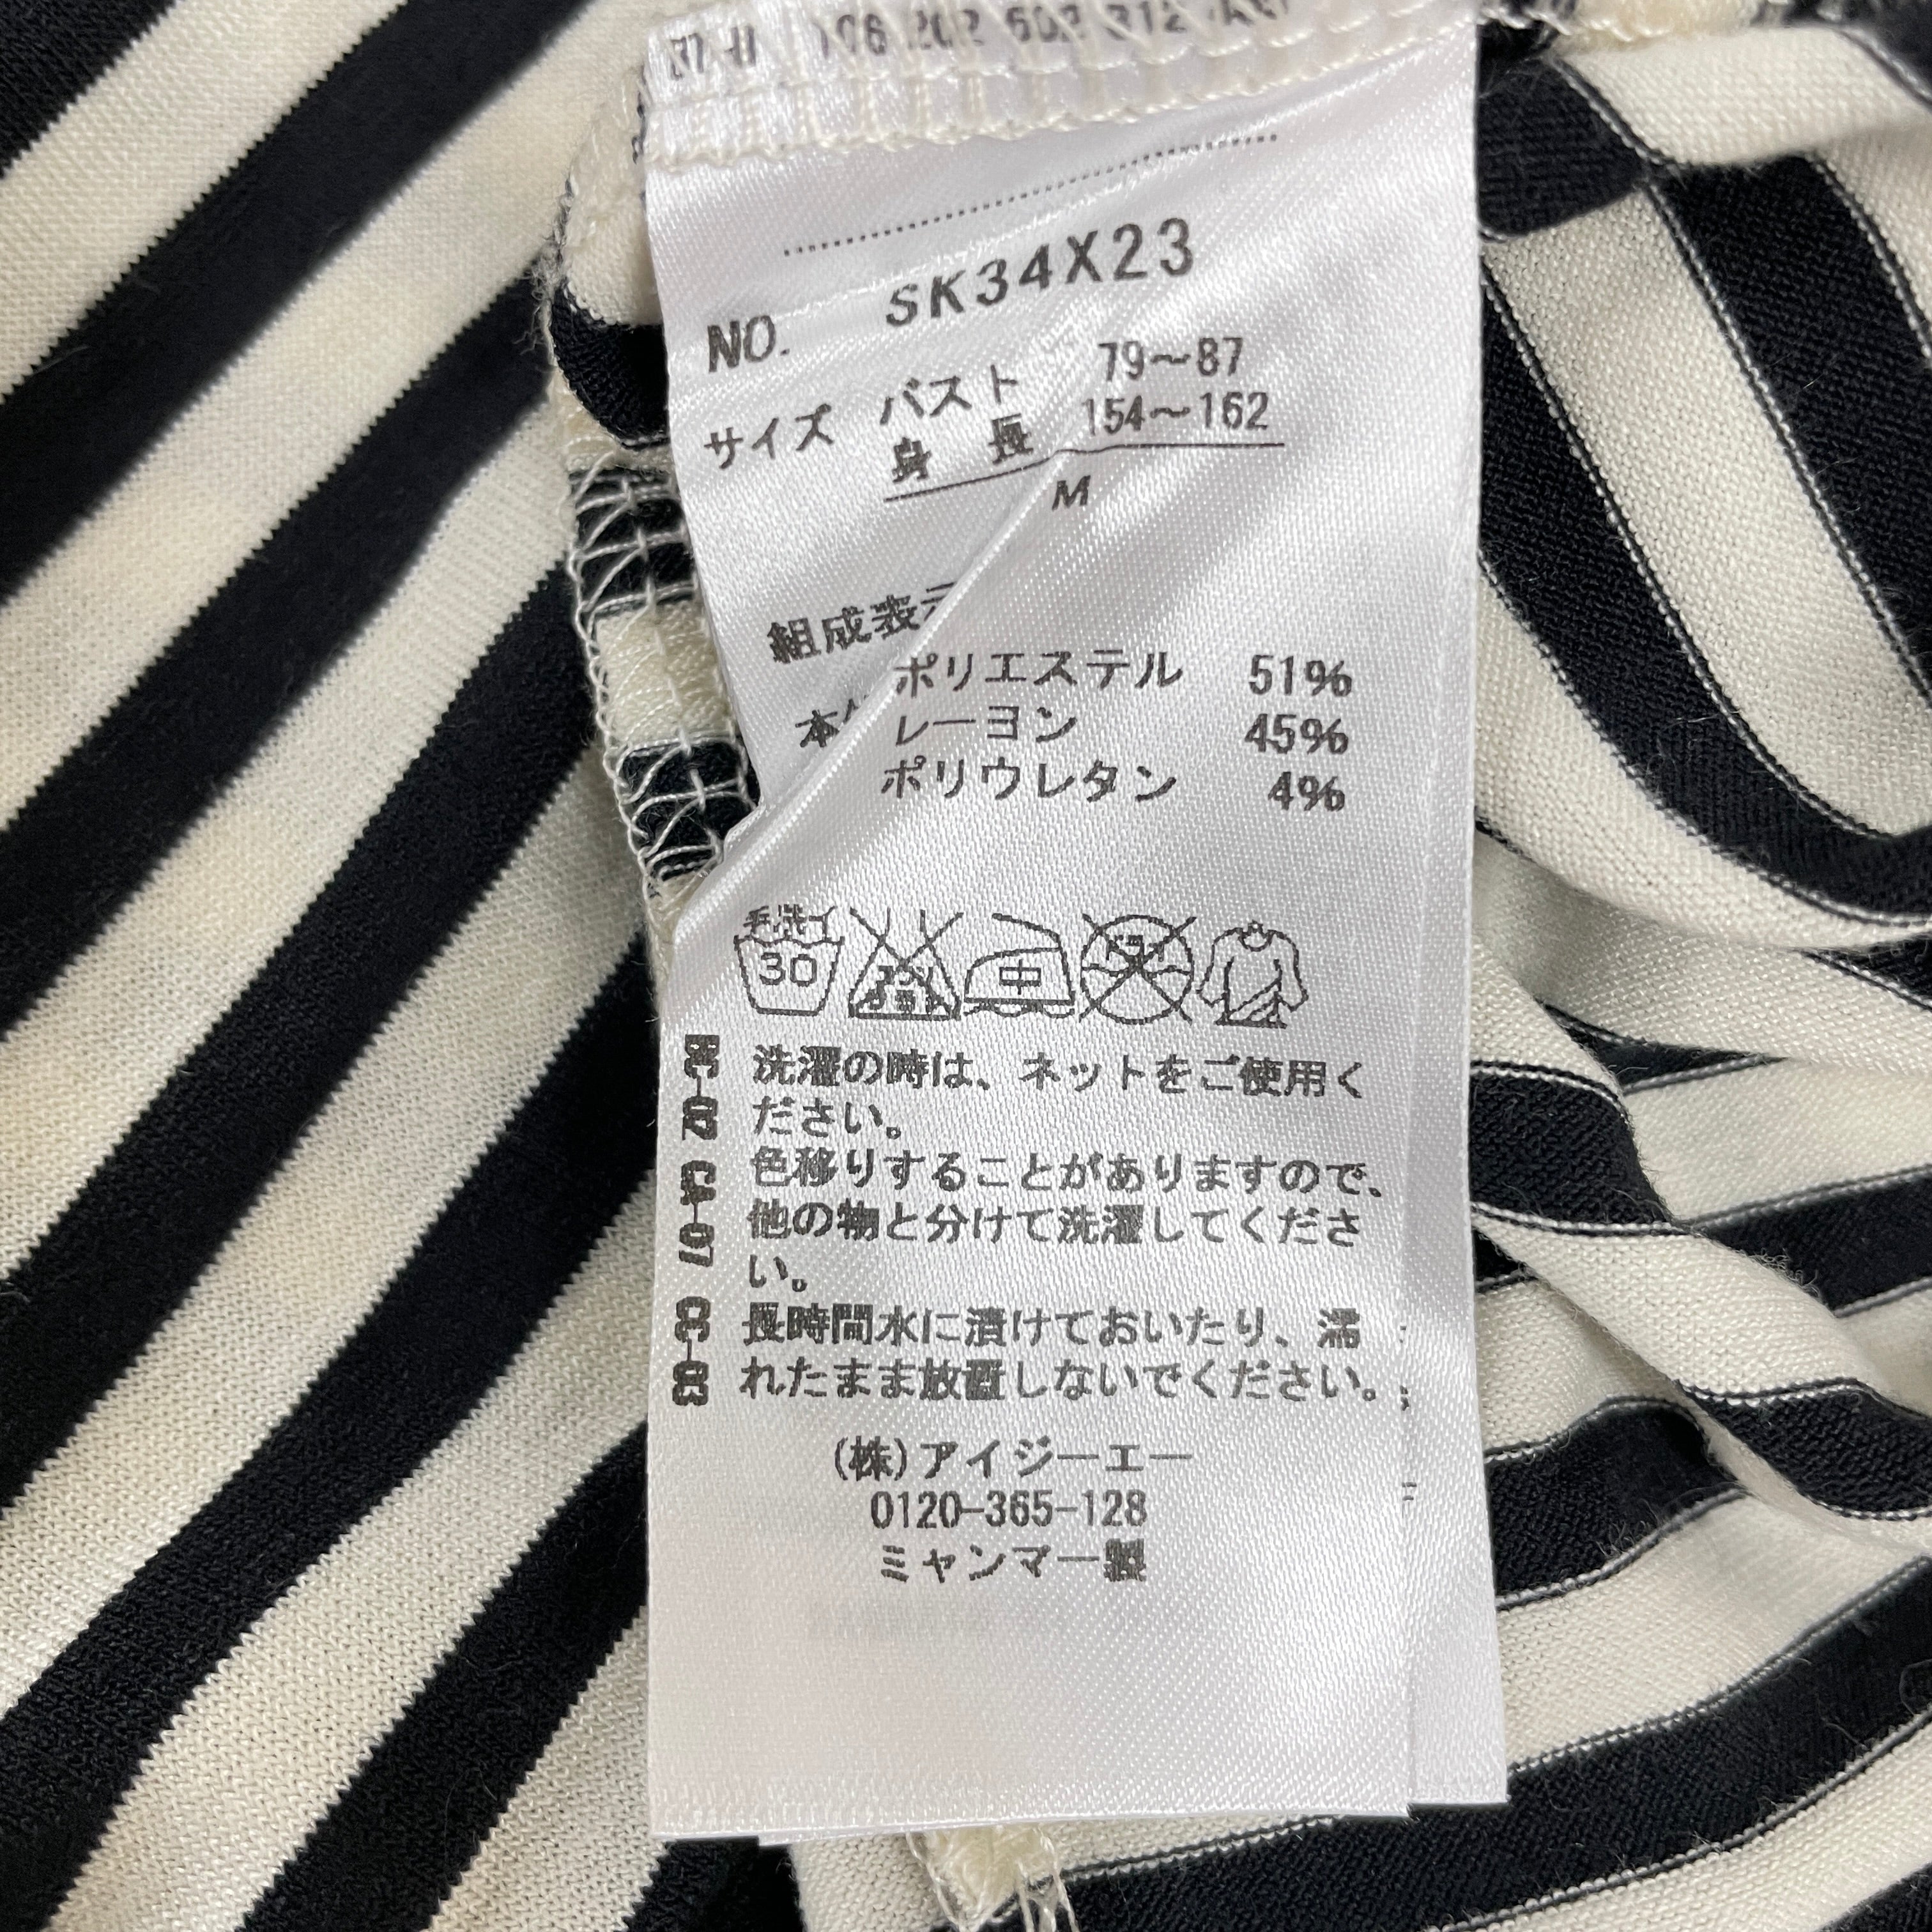 NO. SK34X23
サイズ バスト 79～87
身長 154～162
M
組成表示
ポリエステル 51%
レーヨン 45%
ポリウレタン 4%
手洗イ
30
中
洗濯の時は、ネットをご使用く
ださい。
色移りすることがありますので、
他の物と分けて洗濯してくださ
い。
長時間水に漬けておいたり、濡
れたまま放置しないでください。
BC-02 CA-07 CC-03
(株)アイジーエー
0120-365-128
ミャンマー製